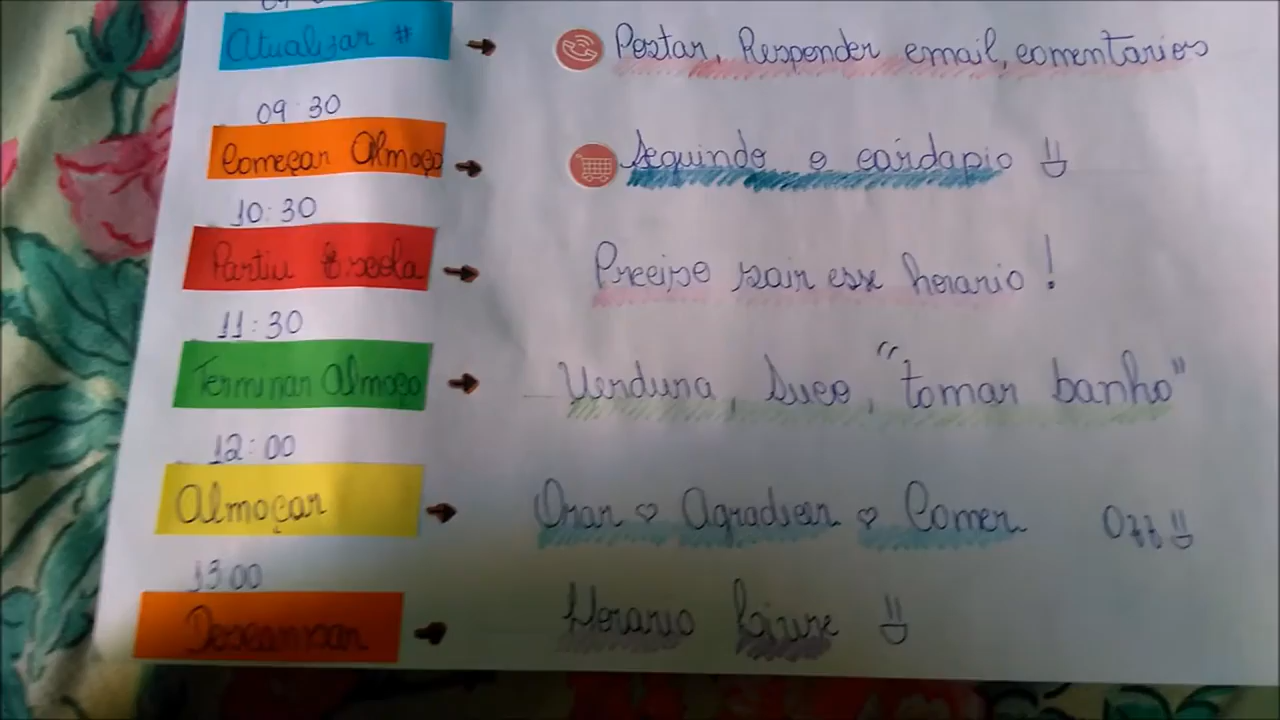 Atualizar # Postar, Responder email, comentarios
09:30
Começar Almoço Seguindo o cardapio
10:30
Partiu Escola Preciso sair esse horario!
11:30
Terminar Almoço Verdura, Suco, "tomar banho"
12:00
Almoçar Orar ♡ Agradecer ♡ Comer Off
13:00
Descansar Horario Livre